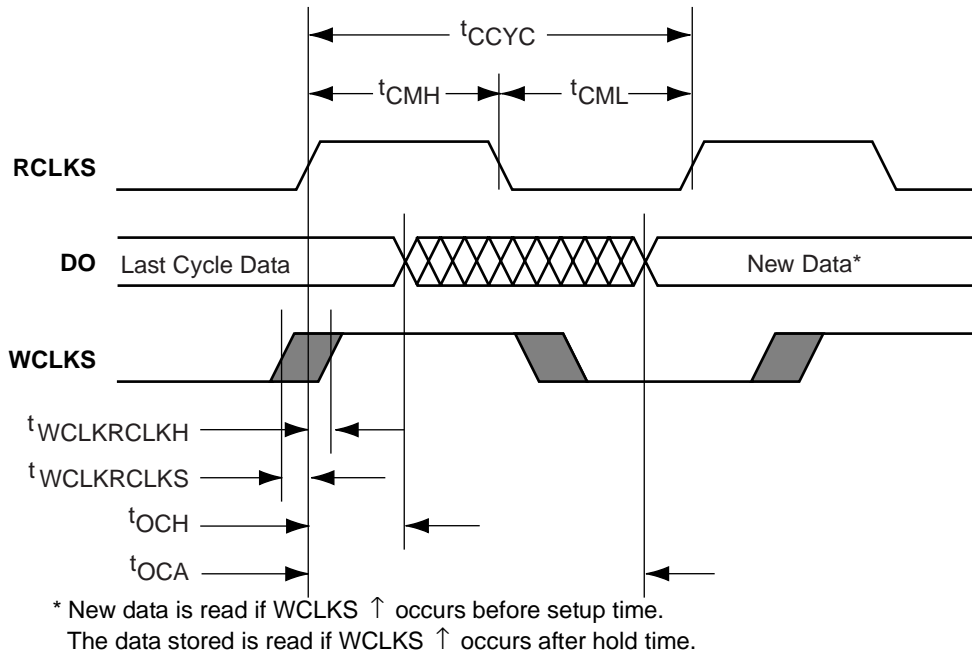 tCCYC
tCMH tCML
RCLKS
DO Last Cycle Data New Data*
WCLKS
tWCLKRCLKH
tWCLKRCLKS
tOCH
tOCA
* New data is read if WCLKS ↑ occurs before setup time.
The data stored is read if WCLKS ↑ occurs after hold time.